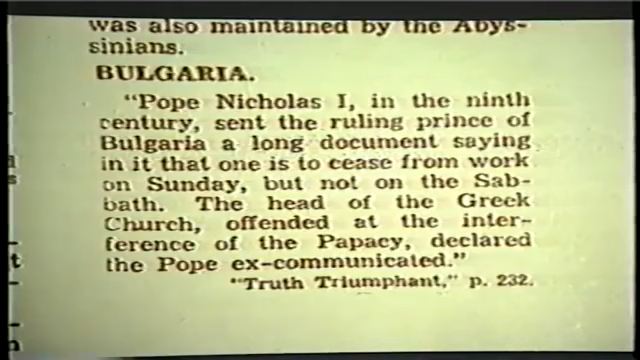 was also maintained by the Abys-
sinians.
BULGARIA.
"Pope Nicholas I, in the ninth
century, sent the ruling prince of
Bulgaria a long document saying
in it that one is to cease from work
on Sunday, but not on the Sab-
bath. The head of the Greek
Church, offended at the inter-
ference of the Papacy, declared
the Pope ex-communicated."
"Truth Triumphant," p. 232.